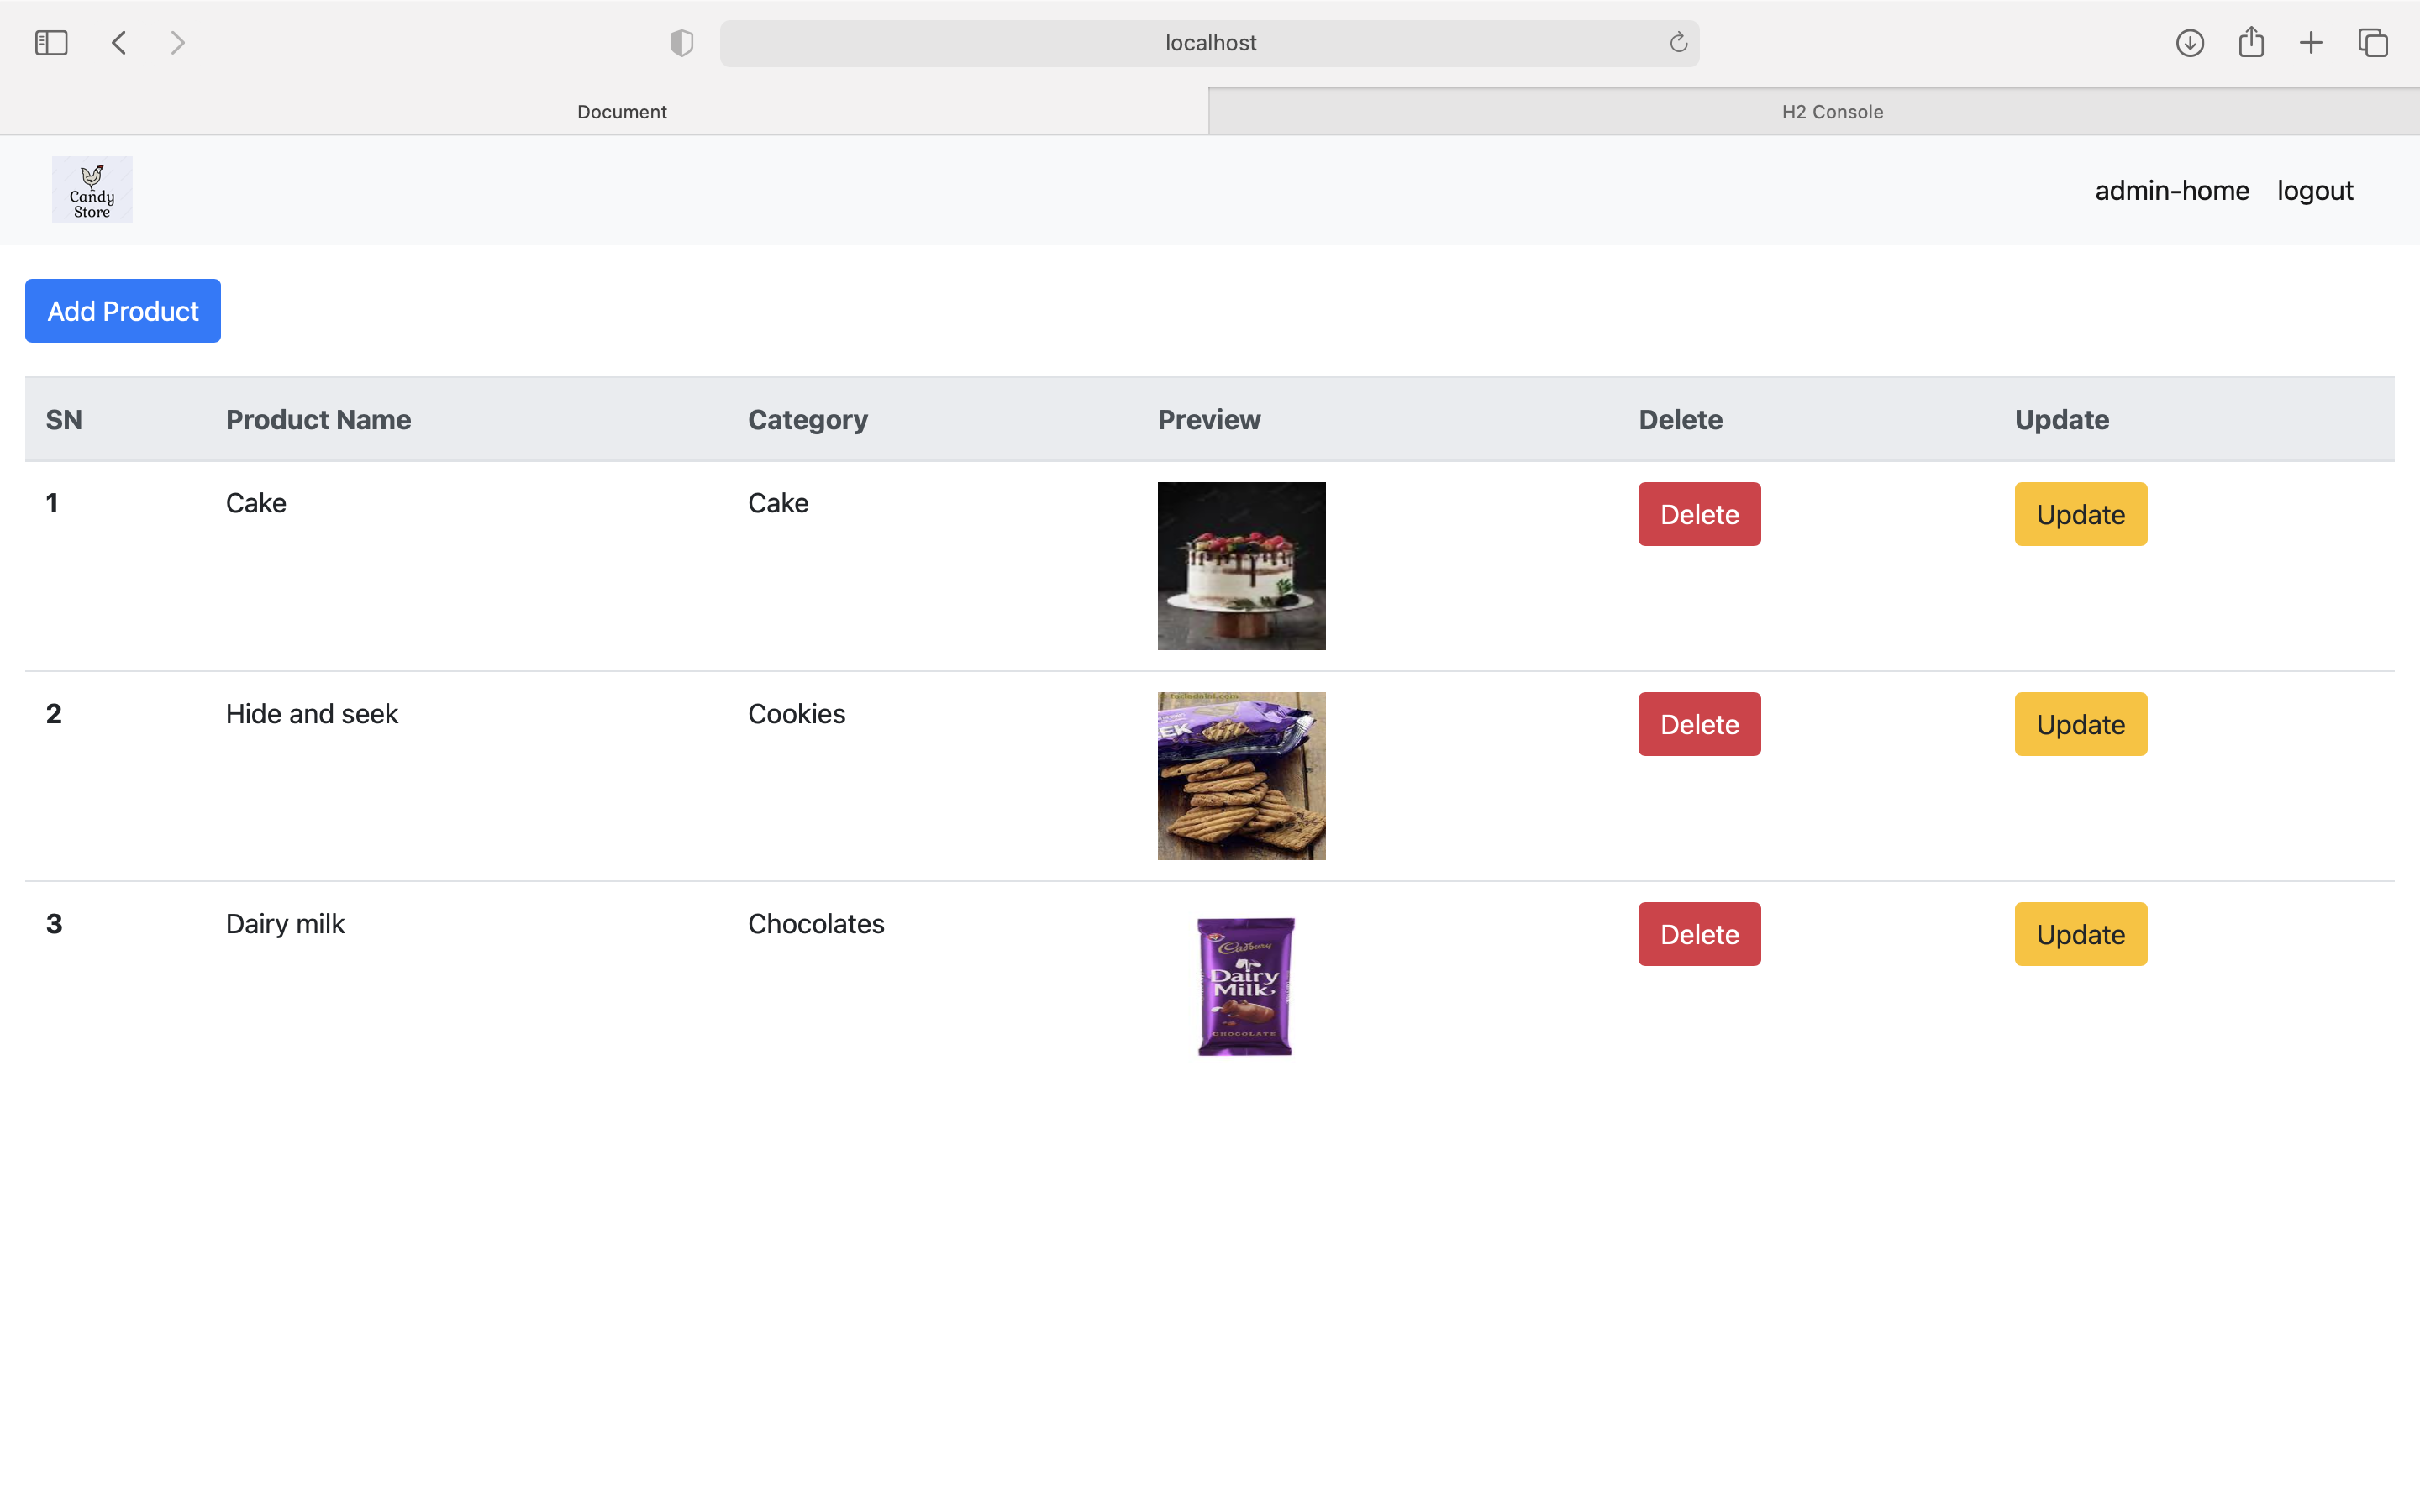 localhost
Document
H2 Console
Candy
Store
admin-home logout
Add Product
SN Product Name Category Preview Delete Update
1 Cake Cake Delete Update
2 Hide and seek Cookies Delete Update
EK
3 Dairy milk Chocolates Delete Update
Cadbury
Dairy
Milk
CHOCOLATE